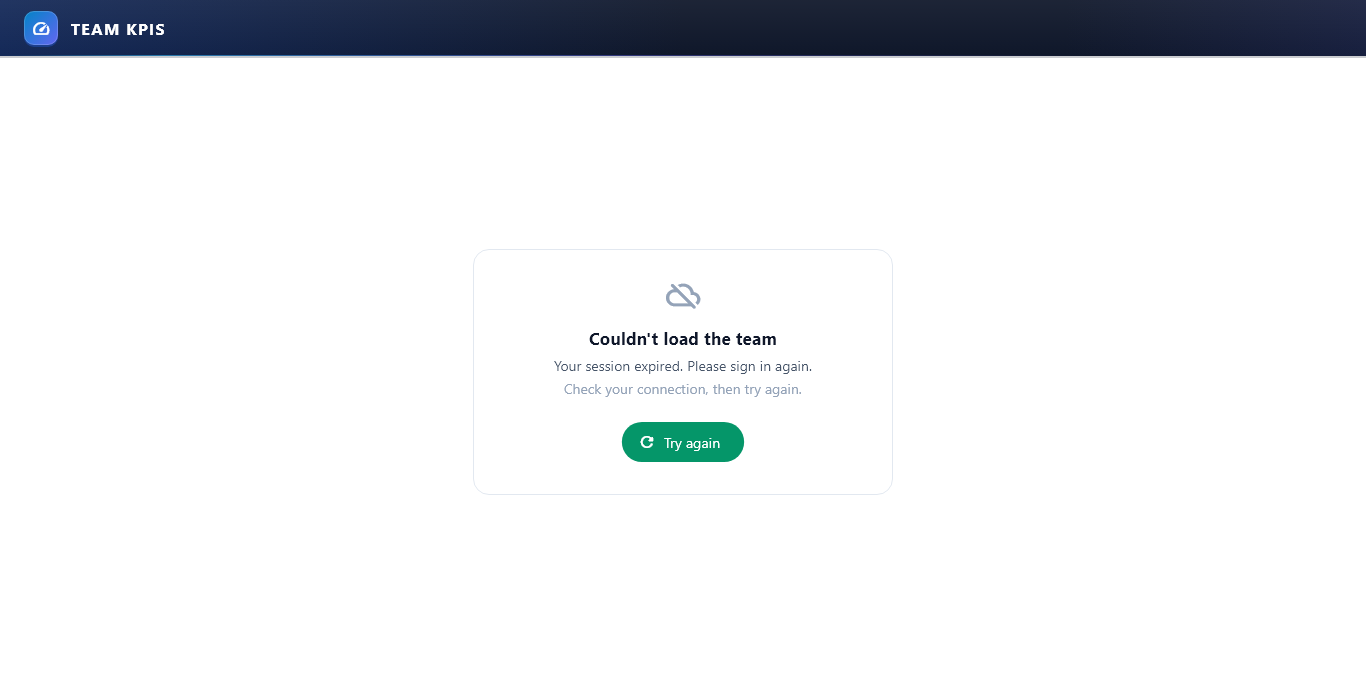 TEAM KPIS
Couldn't load the team
Your session expired. Please sign in again.
Check your connection, then try again.
Try again